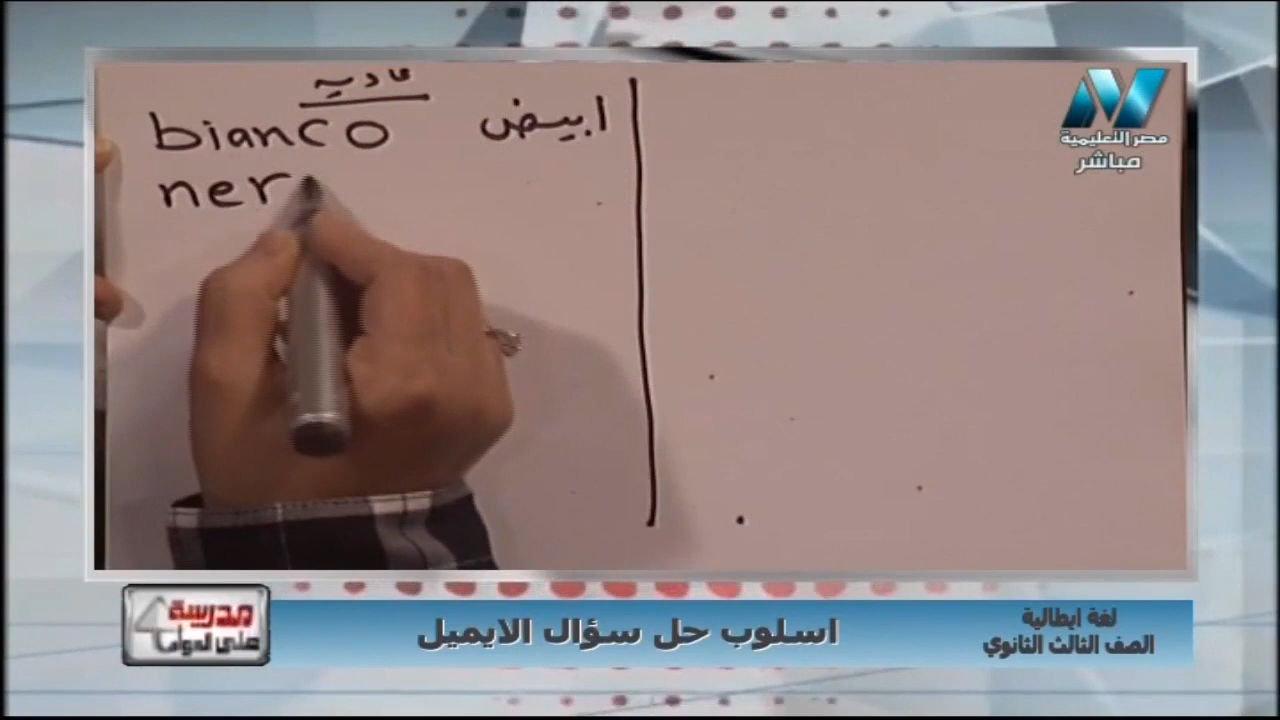 عادية
bianco ابيض
ner
مصر التعليمية
مباشر
مدرسة
على الهواء
اسلوب حل سؤال الايميل
لغة ايطالية
الصف الثالث الثانوي